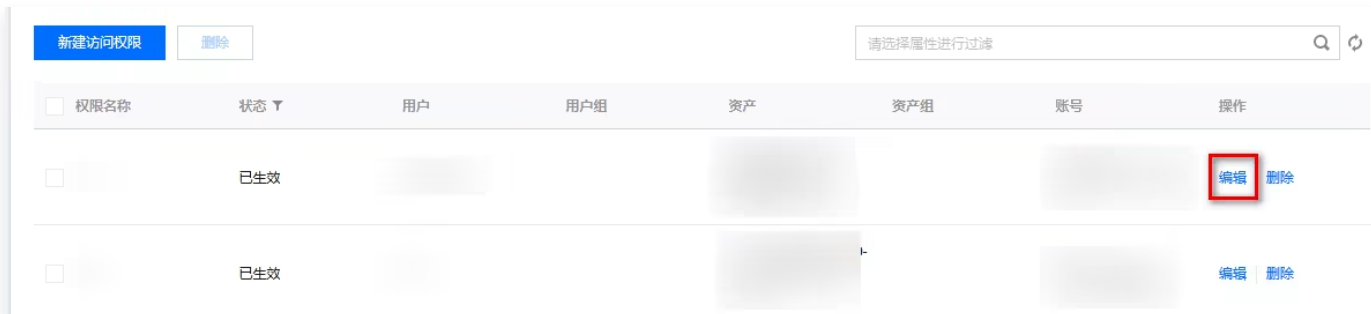 新建访问权限 删除 请选择属性进行过滤
权限名称 状态 用户 用户组 资产 资产组 账号 操作
已生效 编辑 删除
已生效 编辑 删除